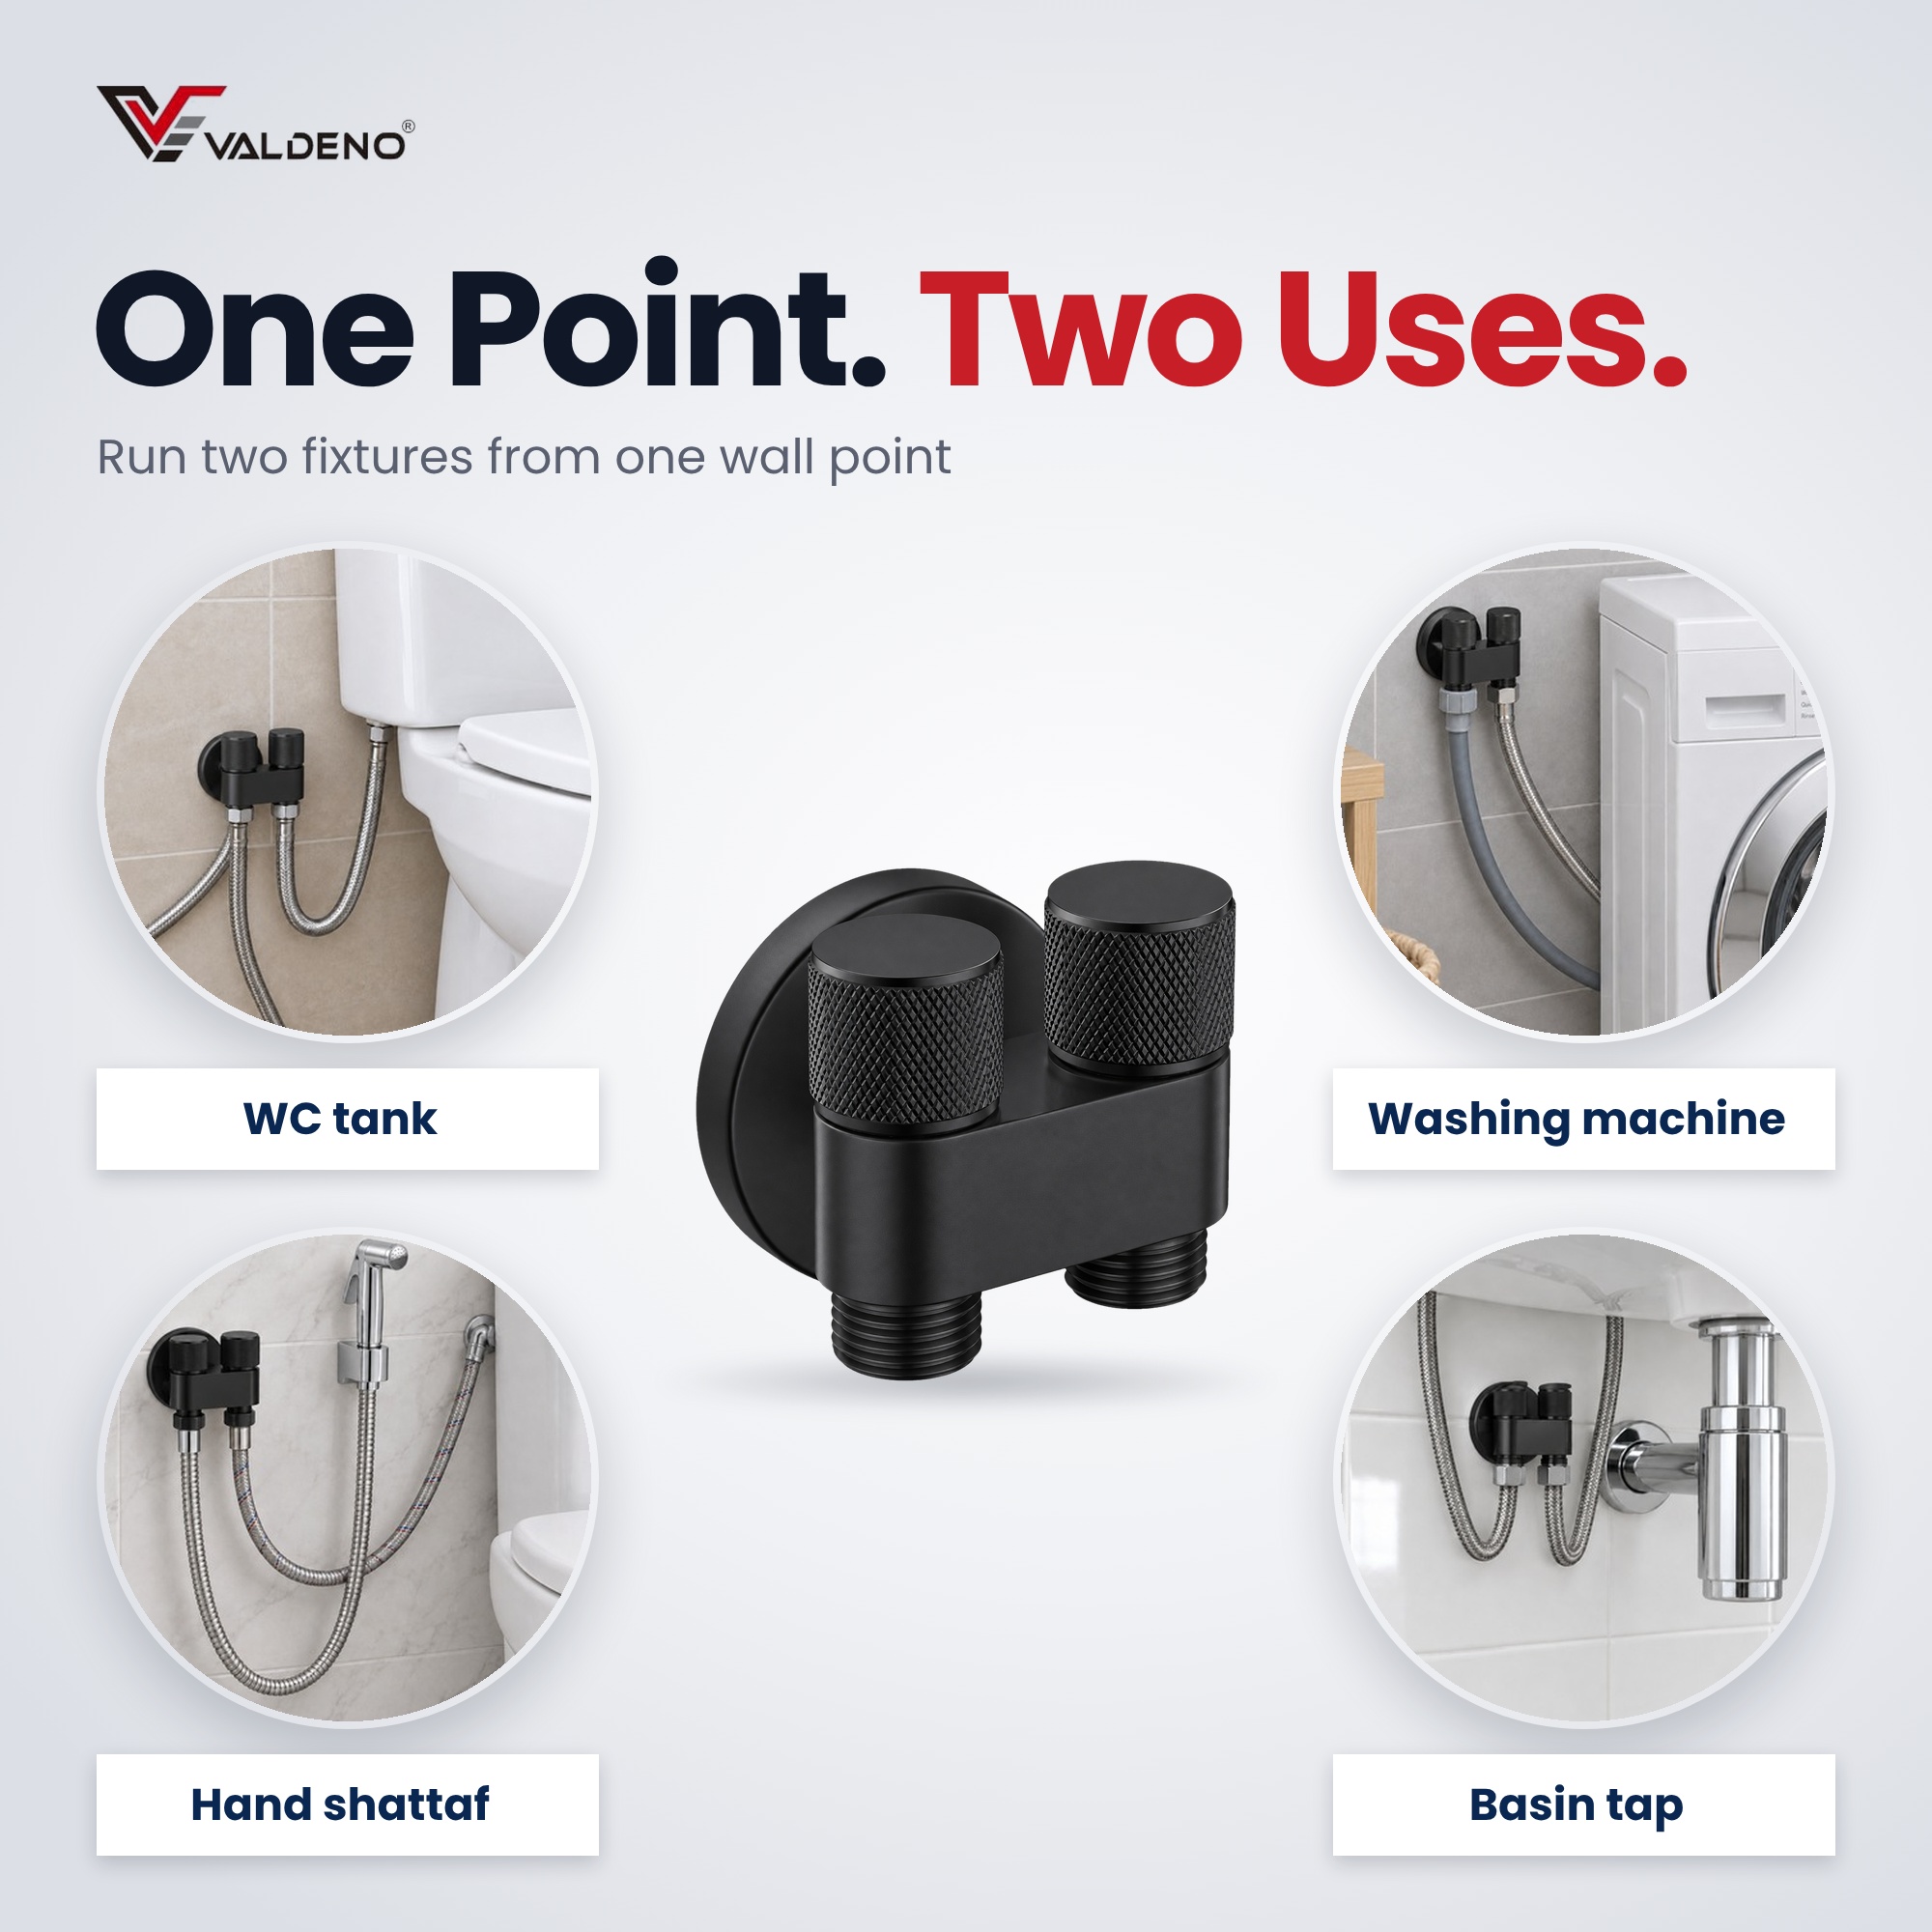 VALDENO®
One Point. Two Uses.
Run two fixtures from one wall point
WC tank
Washing machine
Hand shattaf
Basin tap